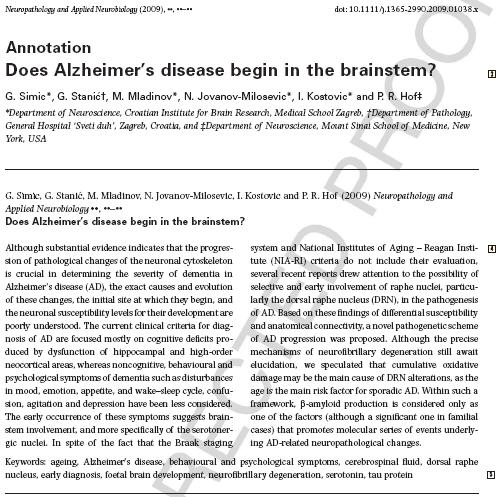 Neuropathology and Applied Neurobiology (2009), ••, ••–•• doi: 10.1111/j.1365-2990.2009.01038.x
Annotation
Does Alzheimer's disease begin in the brainstem?
G. Simic*, G. Stanić†, M. Mladinov*, N. Jovanov-Milosevic*, I. Kostovic* and P. R. Hof‡
*Department of Neuroscience, Croatian Institute for Brain Research, Medical School Zagreb, †Department of Pathology,
General Hospital 'Sveti duh', Zagreb, Croatia, and ‡Department of Neuroscience, Mount Sinai School of Medicine, New
York, USA
G. Simic, G. Stanić, M. Mladinov, N. Jovanov-Milosevic, I. Kostovic and P. R. Hof (2009) Neuropathology and
Applied Neurobiology ••, ••–••
Does Alzheimer's disease begin in the brainstem?
Although substantial evidence indicates that the progres-
sion of pathological changes of the neuronal cytoskeleton
is crucial in determining the severity of dementia in
Alzheimer's disease (AD), the exact causes and evolution
of these changes, the initial site at which they begin, and
the neuronal susceptibility levels for their development are
poorly understood. The current clinical criteria for diag-
nosis of AD are focused mostly on cognitive deficits pro-
duced by dysfunction of hippocampal and high-order
neocortical areas, whereas noncognitive, behavioural and
psychological symptoms of dementia such as disturbances
in mood, emotion, appetite, and wake–sleep cycle, confu-
sion, agitation and depression have been less considered.
The early occurrence of these symptoms suggests brain-
stem involvement, and more specifically of the serotoner-
gic nuclei. In spite of the fact that the Braak staging
system and National Institutes of Aging – Reagan Insti-
tute (NIA-RI) criteria do not include their evaluation,
several recent reports drew attention to the possibility of
selective and early involvement of raphe nuclei, particu-
larly the dorsal raphe nucleus (DRN), in the pathogenesis
of AD. Based on these findings of differential susceptibility
and anatomical connectivity, a novel pathogenetic scheme
of AD progression was proposed. Although the precise
mechanisms of neurofibrillary degeneration still await
elucidation, we speculated that cumulative oxidative
damage may be the main cause of DRN alterations, as the
age is the main risk factor for sporadic AD. Within such a
framework, β-amyloid production is considered only as
one of the factors (although a significant one in familial
cases) that promotes molecular series of events underly-
ing AD-related neuropathological changes.
Keywords: ageing, Alzheimer's disease, behavioural and psychological symptoms, cerebrospinal fluid, dorsal raphe
nucleus, early diagnosis, foetal brain development, neurofibrillary degeneration, serotonin, tau protein